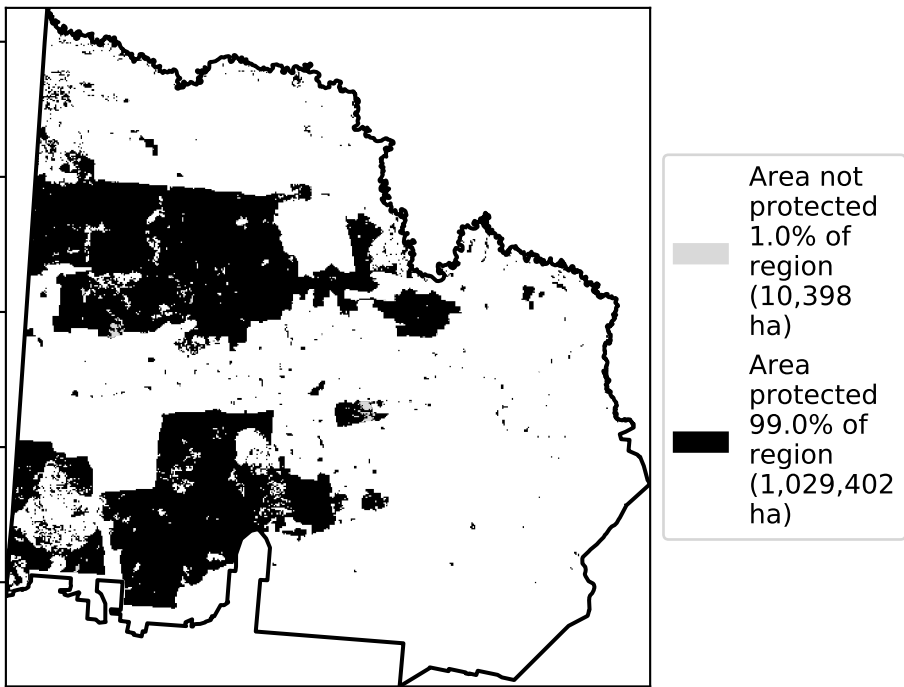 Area not
protected
1.0% of
region
(10,398
ha)
Area
protected
99.0% of
region
(1,029,402
ha)